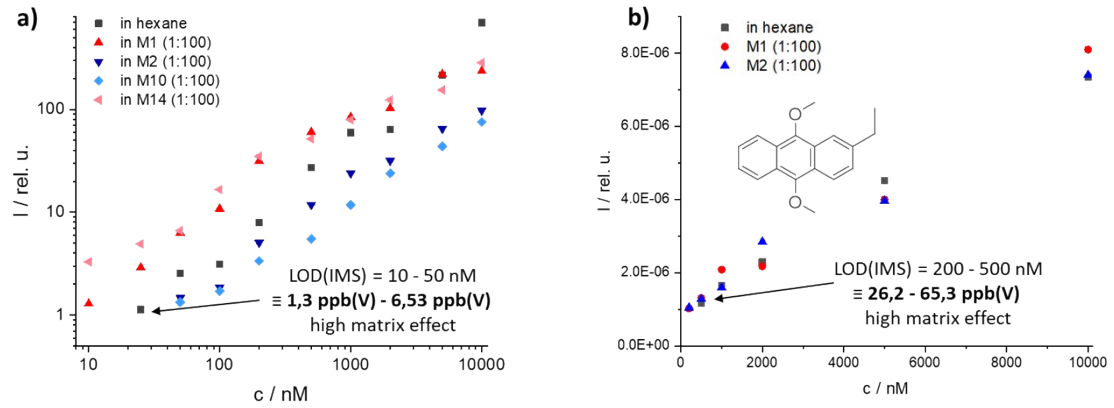 a)
in hexane
in M1 (1:100)
in M2 (1:100)
in M10 (1:100)
in M14 (1:100)
I / rel. u.
100
10
1
LOD(IMS) = 10 - 50 nM
≡ 1,3 ppb(V) - 6,53 ppb(V)
high matrix effect
10 100 1000 10000
c / nM
b)
in hexane
M1 (1:100)
M2 (1:100)
I / rel. u.
8.0E-06
6.0E-06
4.0E-06
2.0E-06
0.0E+00
O
O
LOD(IMS) = 200 - 500 nM
≡ 26,2 - 65,3 ppb(V)
high matrix effect
0 2000 4000 6000 8000 10000
c / nM